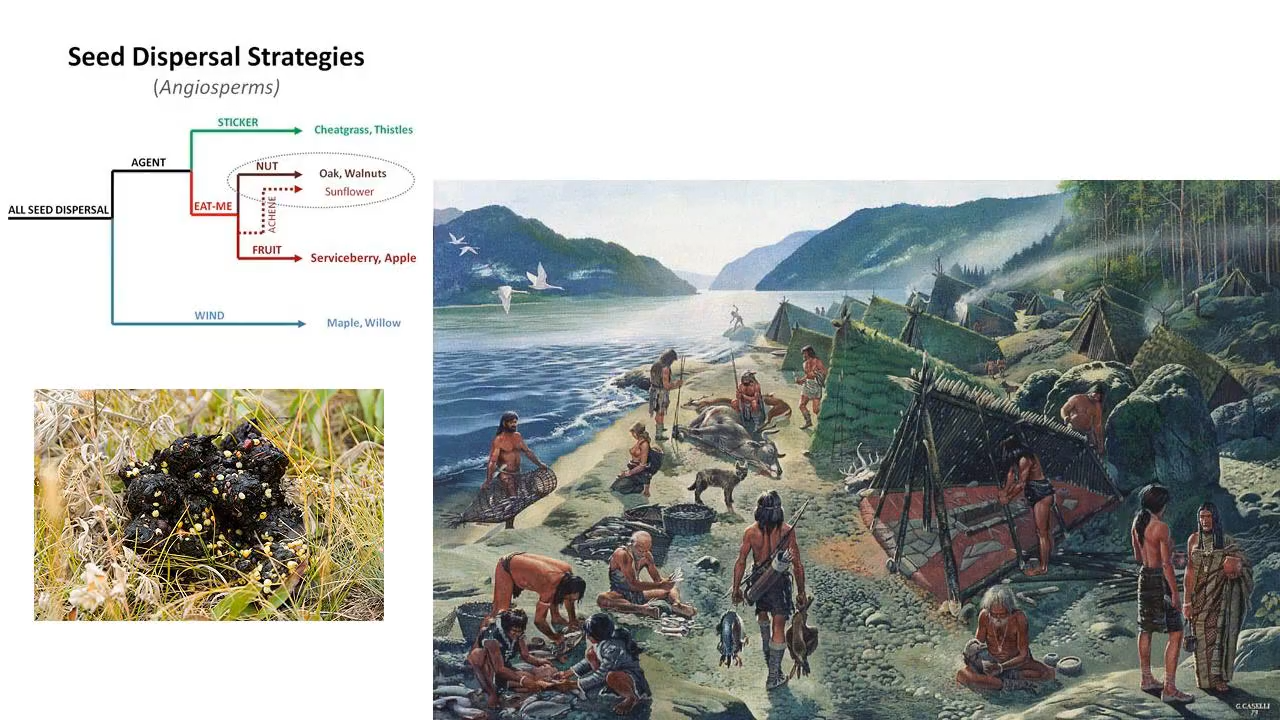 Seed Dispersal Strategies
(Angiosperms)
STICKER
Cheatgrass, Thistles
AGENT
NUT
Oak, Walnuts
Sunflower
ACHENE
EAT-ME
ALL SEED DISPERSAL
FRUIT
Serviceberry, Apple
WIND
Maple, Willow
G. CASELLI